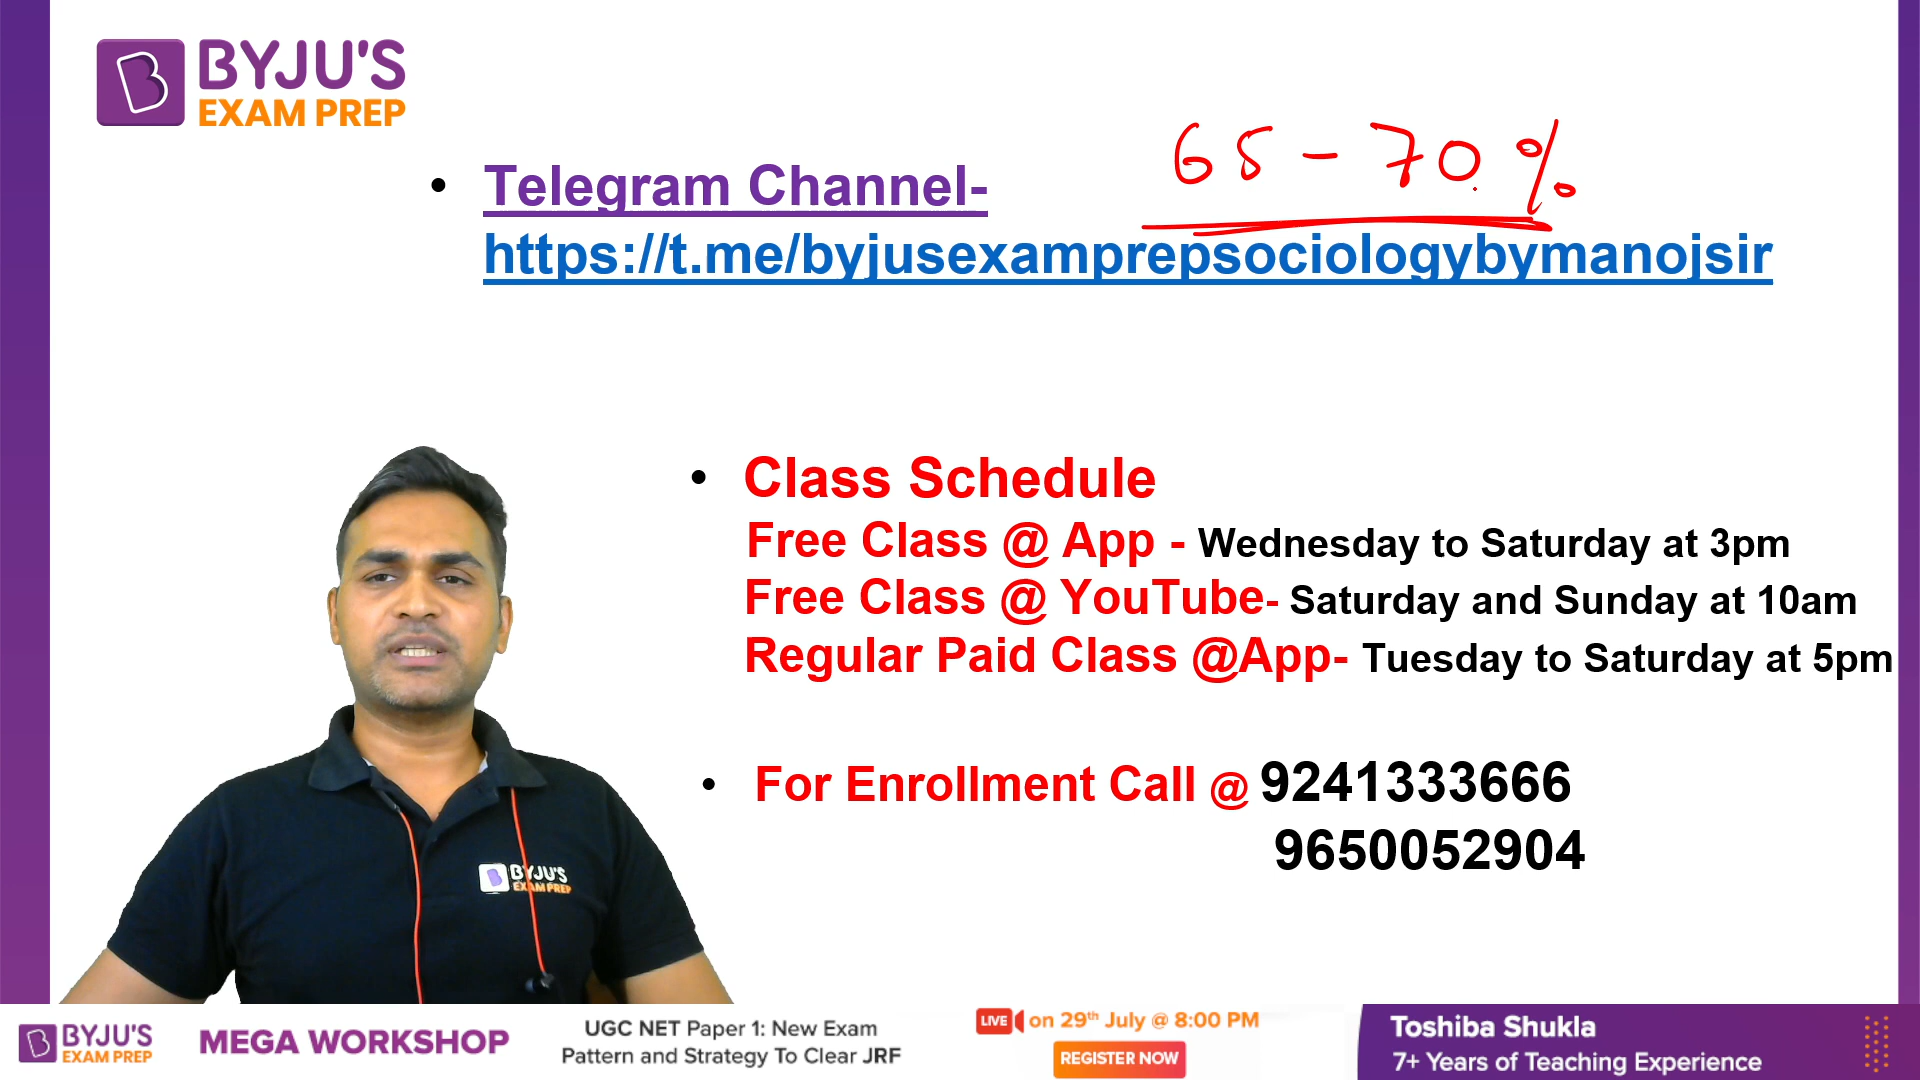 BYJU'S
EXAM PREP
65 - 70 %
• Telegram Channel-
https://t.me/byjusexamprepsociologybymanojsir
• Class Schedule
Free Class @ App - Wednesday to Saturday at 3pm
Free Class @ YouTube- Saturday and Sunday at 10am
Regular Paid Class @App- Tuesday to Saturday at 5pm
• For Enrollment Call @ 9241333666
9650052904
BYJU'S
EXAM PREP
BYJU'S
EXAM PREP
MEGA WORKSHOP
UGC NET Paper 1: New Exam
Pattern and Strategy To Clear JRF
LIVE on 29th July @ 8:00 PM
REGISTER NOW
Toshiba Shukla
7+ Years of Teaching Experience